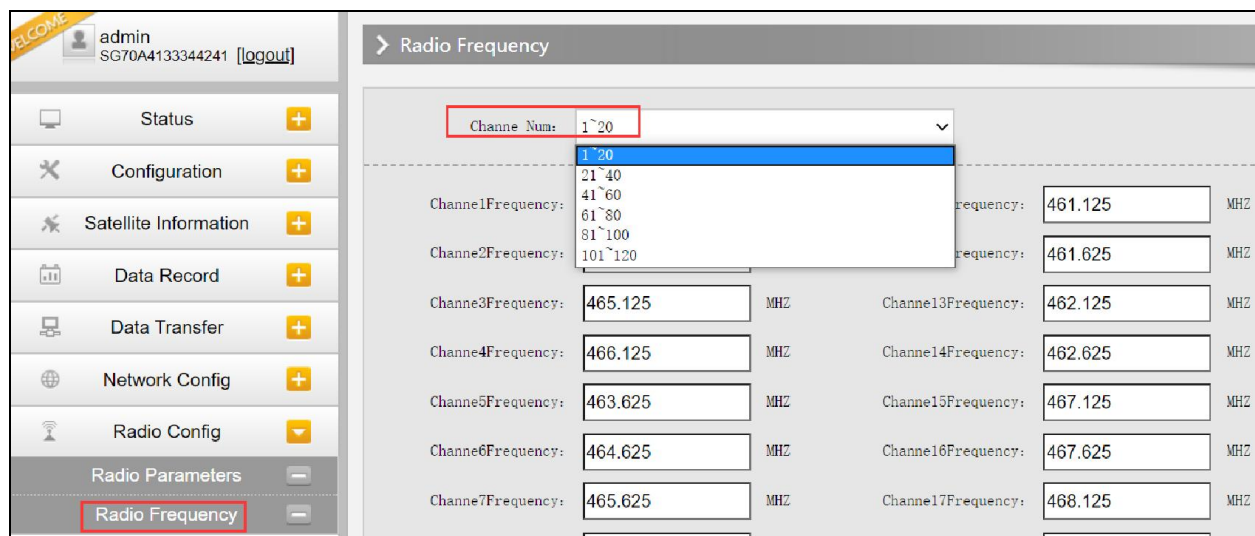 WELCOME
admin
SG70A4133344241 [logout]
Status
Configuration
Satellite Information
Data Record
Data Transfer
Network Config
Radio Config
Radio Parameters
Radio Frequency
Radio Frequency
Channe Num: 1~20
1~20
21~40
41~60
61~80
81~100
101~120
Channe1Frequency: requency: 461.125 MHZ
Channe2Frequency: requency: 461.625 MHZ
Channe3Frequency: 465.125 MHZ Channe13Frequency: 462.125 MHZ
Channe4Frequency: 466.125 MHZ Channe14Frequency: 462.625 MHZ
Channe5Frequency: 463.625 MHZ Channe15Frequency: 467.125 MHZ
Channe6Frequency: 464.625 MHZ Channe16Frequency: 467.625 MHZ
Channe7Frequency: 465.625 MHZ Channe17Frequency: 468.125 MHZ